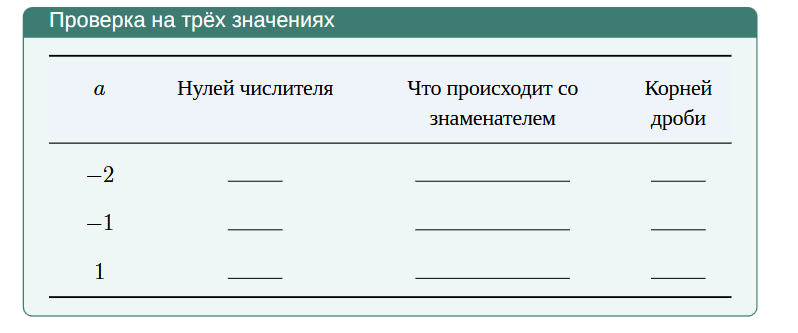 Проверка на трёх значениях
a Нулей числителя Что происходит со знаменателем Корней дроби
−2
−1
1